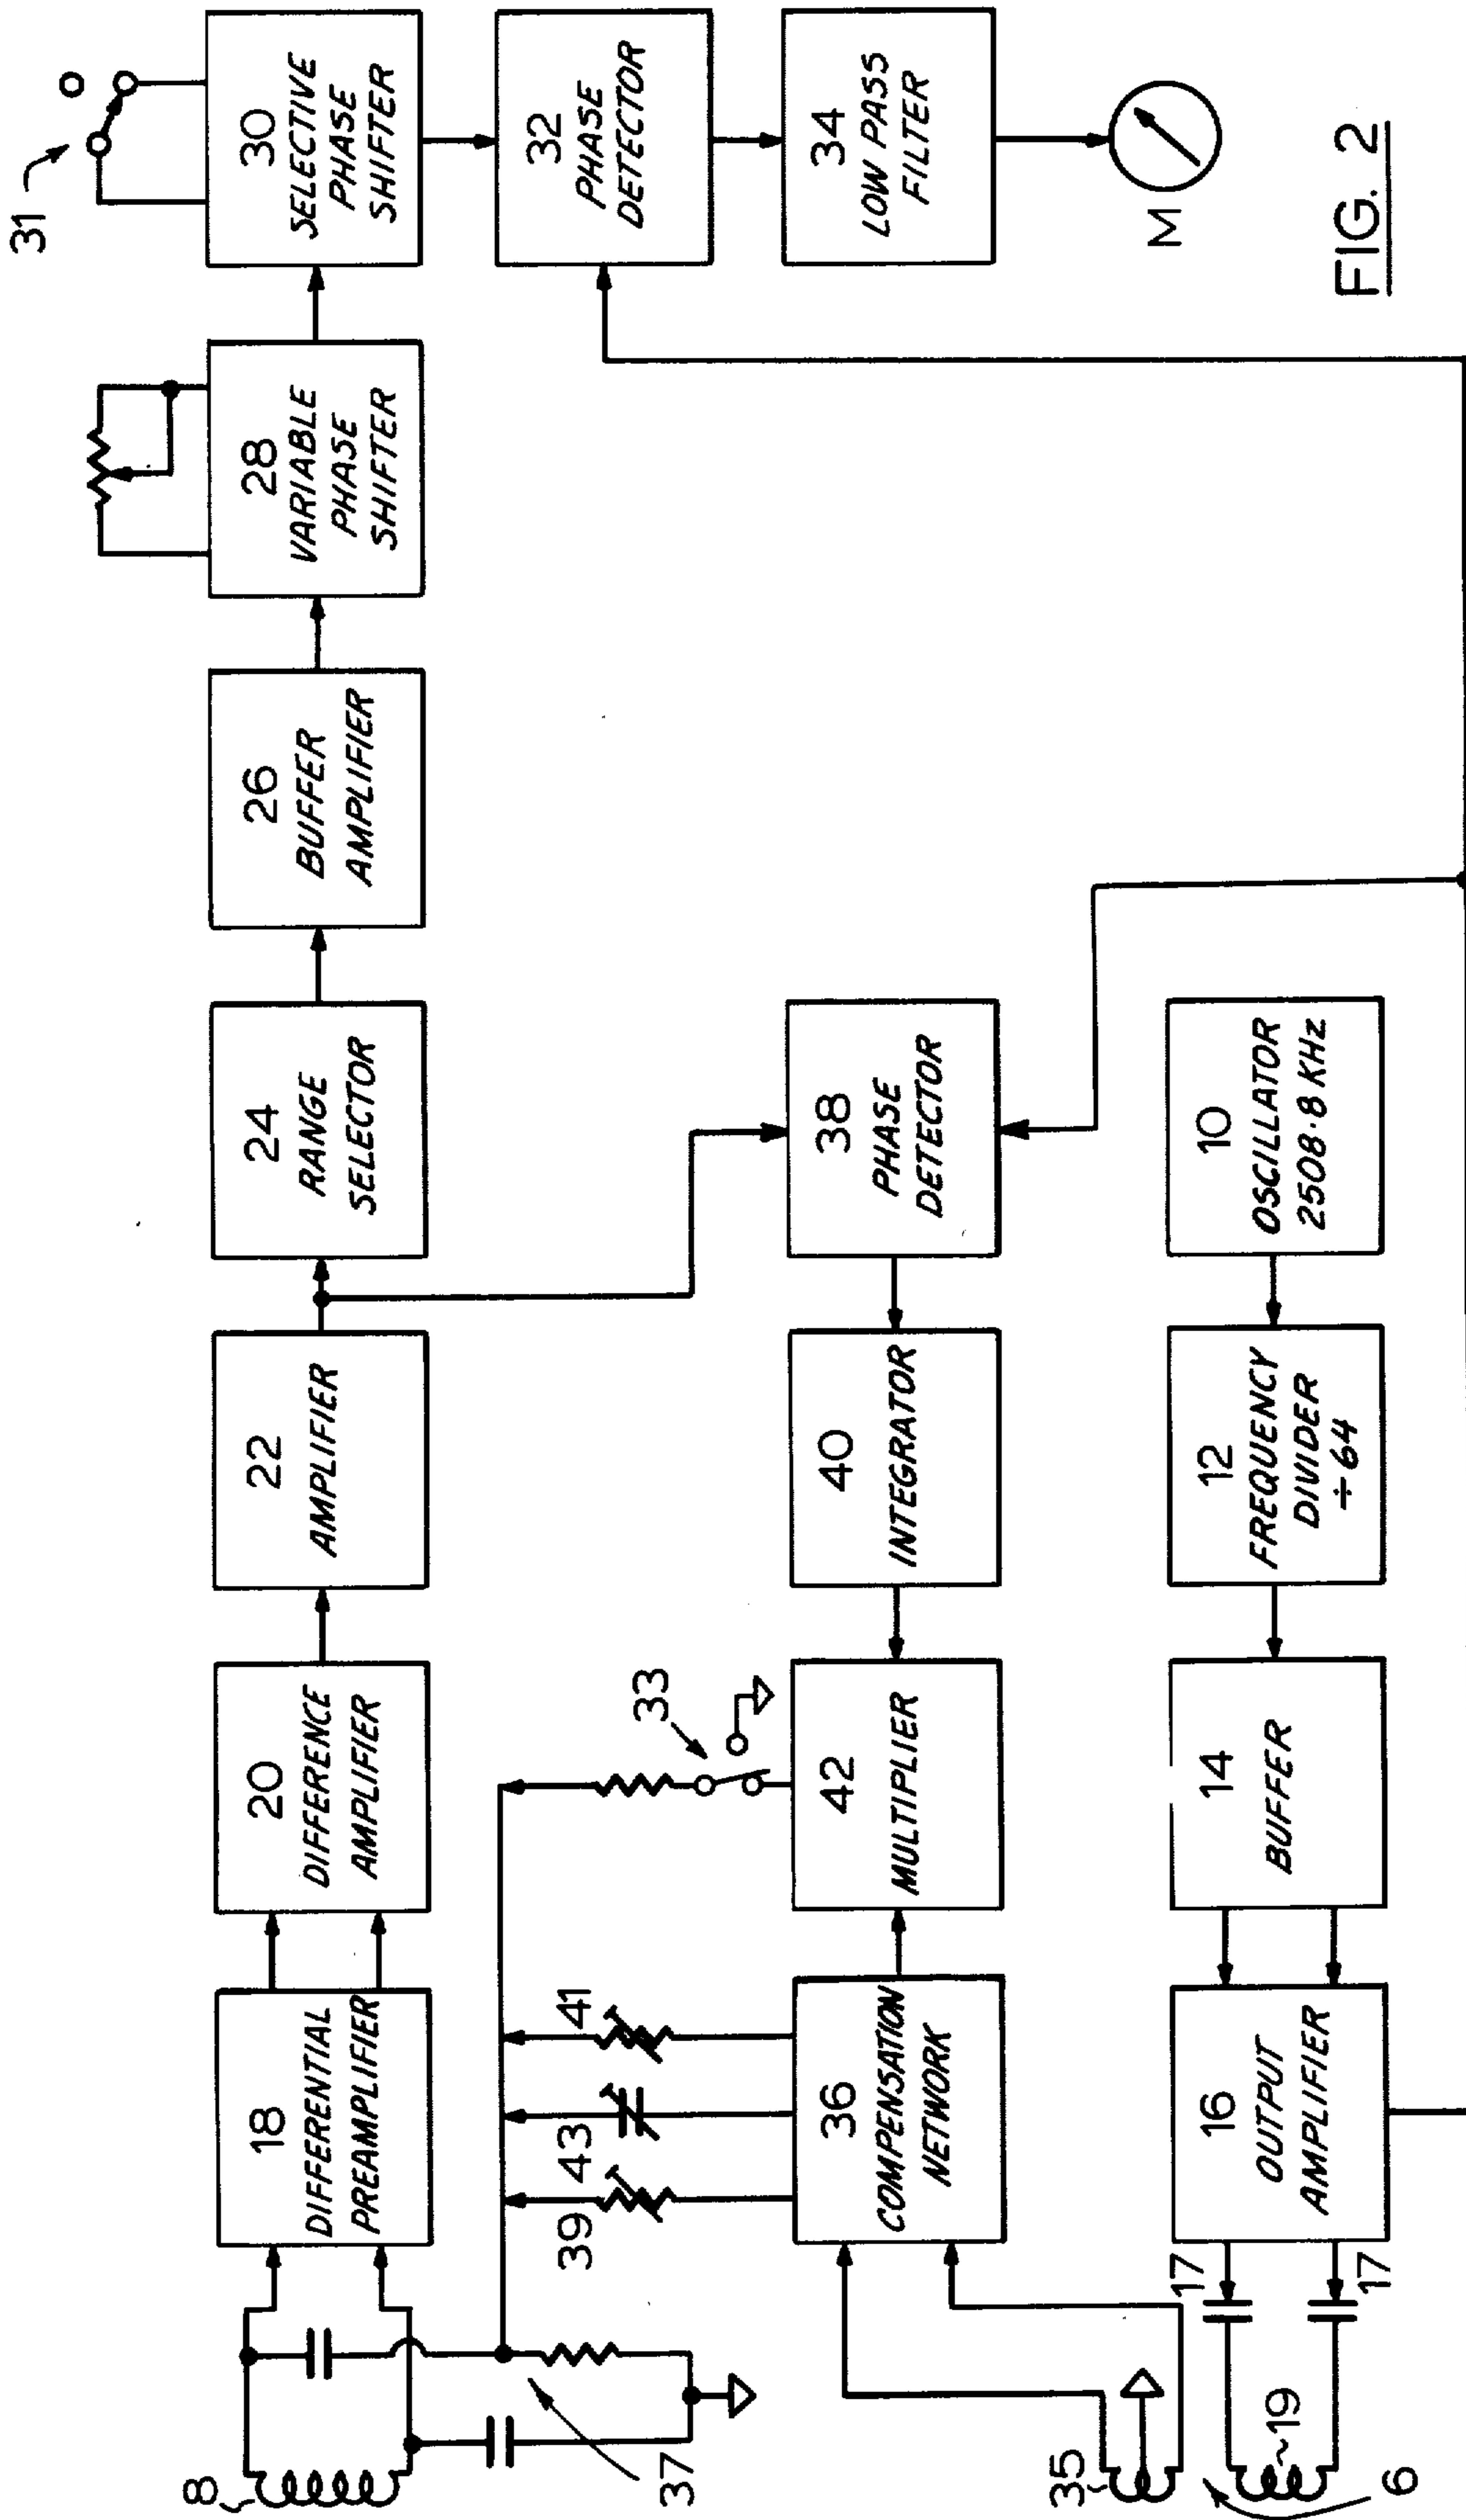 8
18
DIFFERENTIAL
PREAMPLIFIER
20
DIFFERENCE
AMPLIFIER
22
AMPLIFIER
24
RANGE
SELECTOR
26
BUFFER
AMPLIFIER
28
VARIABLE
PHASE
SHIFTER
31
30
SELECTIVE
PHASE
SHIFTER
32
PHASE
DETECTOR
34
LOW PASS
FILTER
M
37
39
43
41
33
35
36
COMPENSATION
NETWORK
42
MULTIPLIER
40
INTEGRATOR
38
PHASE
DETECTOR
6
19
17
17
16
OUTPUT
AMPLIFIER
14
BUFFER
12
FREQUENCY
DIVIDER
÷64
10
OSCILLATOR
2508·8 KHz
FIG. 2